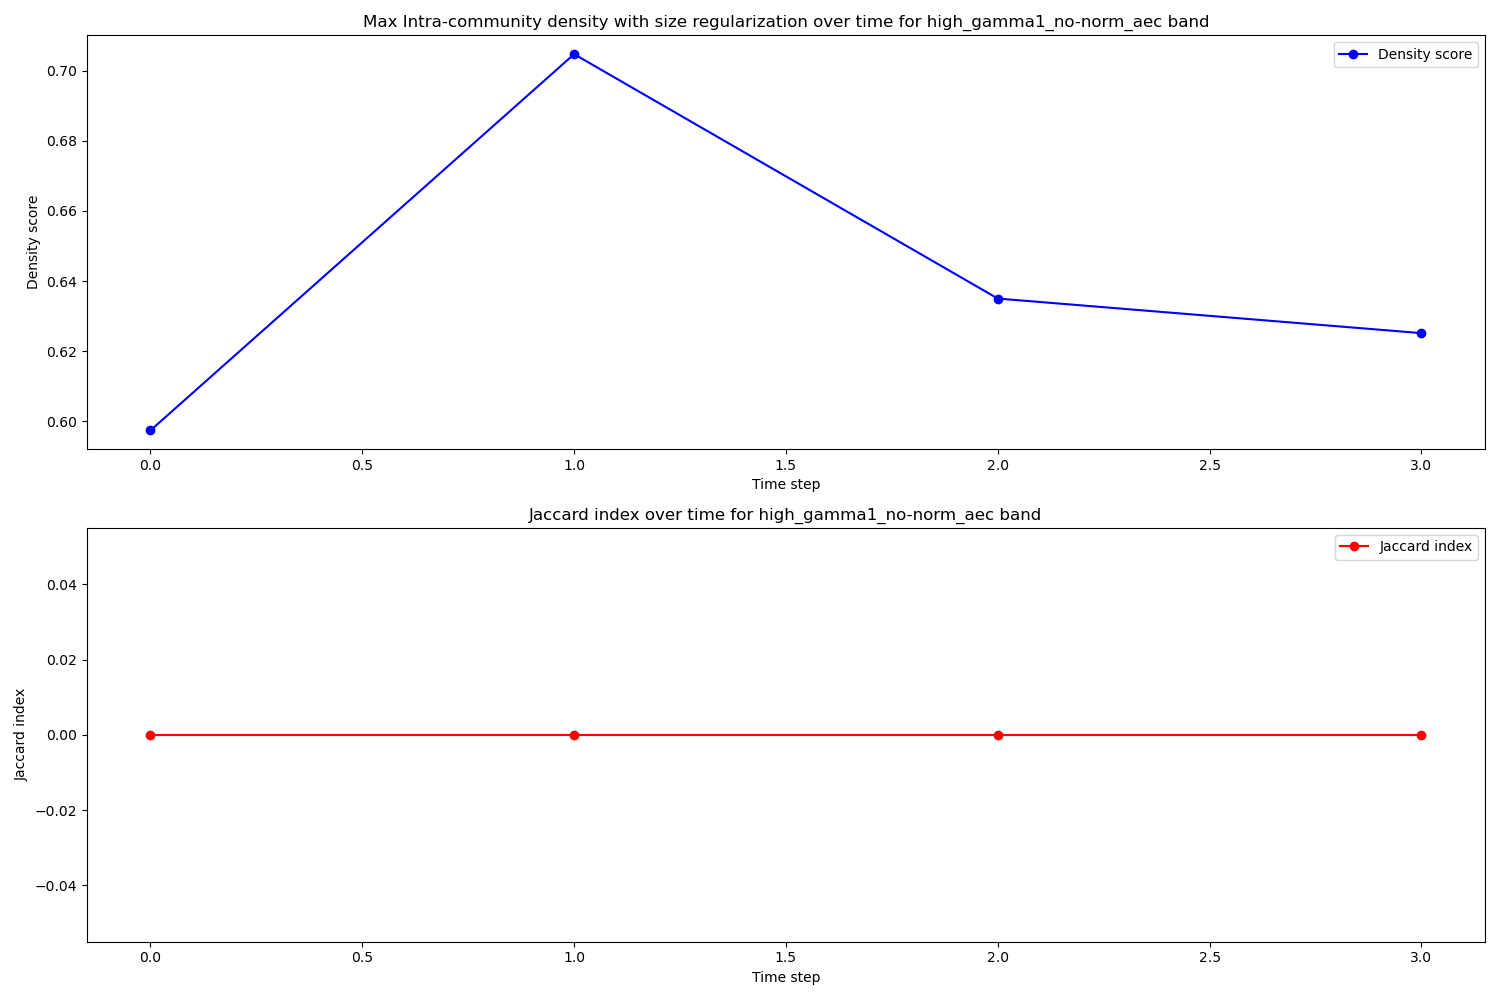 Max Intra-community density with size regularization over time for high_gamma1_no-norm_aec band
Density score
0.70
0.68
0.66
0.64
0.62
0.60
Density score
0.0 0.5 1.0 1.5 2.0 2.5 3.0
Time step
Jaccard index over time for high_gamma1_no-norm_aec band
Jaccard index
0.04
0.02
0.00
−0.02
−0.04
Jaccard index
0.0 0.5 1.0 1.5 2.0 2.5 3.0
Time step